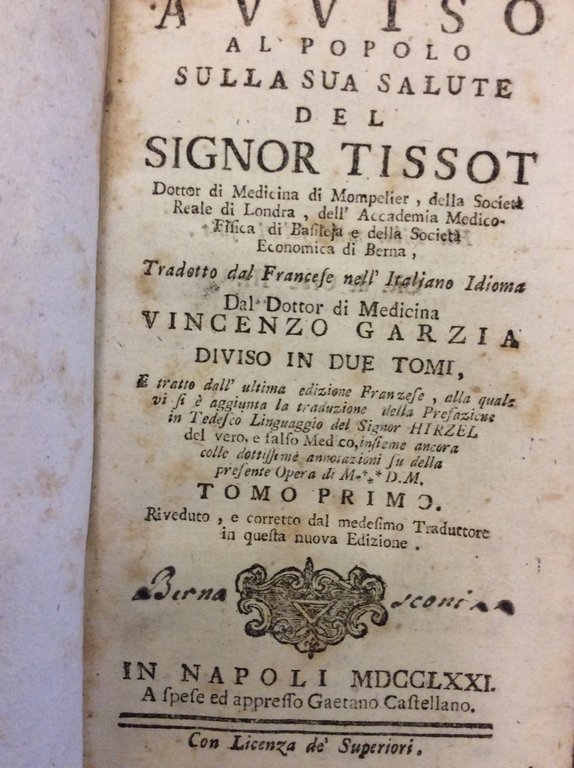 AVVISO
AL POPOLO
SULLA SUA SALUTE
DEL
SIGNOR TISSOT
Dottor di Medicina di Mompelier, della Società
Reale di Londra, dell' Accademia Medico-
Fisica di Basileja e della Società
Economica di Berna,
Tradotto dal Franceſe nell' Italiano Idioma
Dal Dottor di Medicina
VINCENZO GARZIA
DIVISO IN DUE TOMI,
E tratto dall' ultima edizione Franzeſe, alla quale
vi ſi è aggiunta la traduzione della Prefazione
in Tedeſco Linguaggio del Signor HIRZEL
del vero, e falſo Medico, inſieme ancora
colle dottiſſime annotazioni ſu della
preſente Opera di M.*** D.M.
TOMO PRIMO.
Riveduto, e corretto dal medeſimo Traduttore
in queſta nuova Edizione.
Bernasconi
IN NAPOLI MDCCLXXI.
A ſpeſe ed appreſſo Gaetano Caſtellano.
Con Licenza de' Superiori.